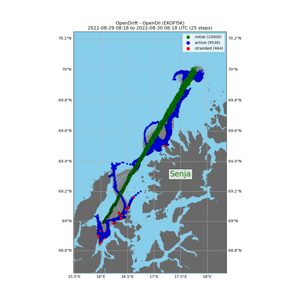 OpenDrift - OpenOil (EKOFISK)
2022-08-29 08:18 to 2022-08-30 08:18 UTC (25 steps)
initial (10000)
active (9536)
stranded (464)
70.2°N 70.2°N
70°N 70°N
69.8°N 69.8°N
69.6°N 69.6°N
69.4°N 69.4°N
Senja
69.2°N 69.2°N
69°N 69°N
68.8°N 68.8°N
15.5°E 16°E 16.5°E 17°E 17.5°E 18°E